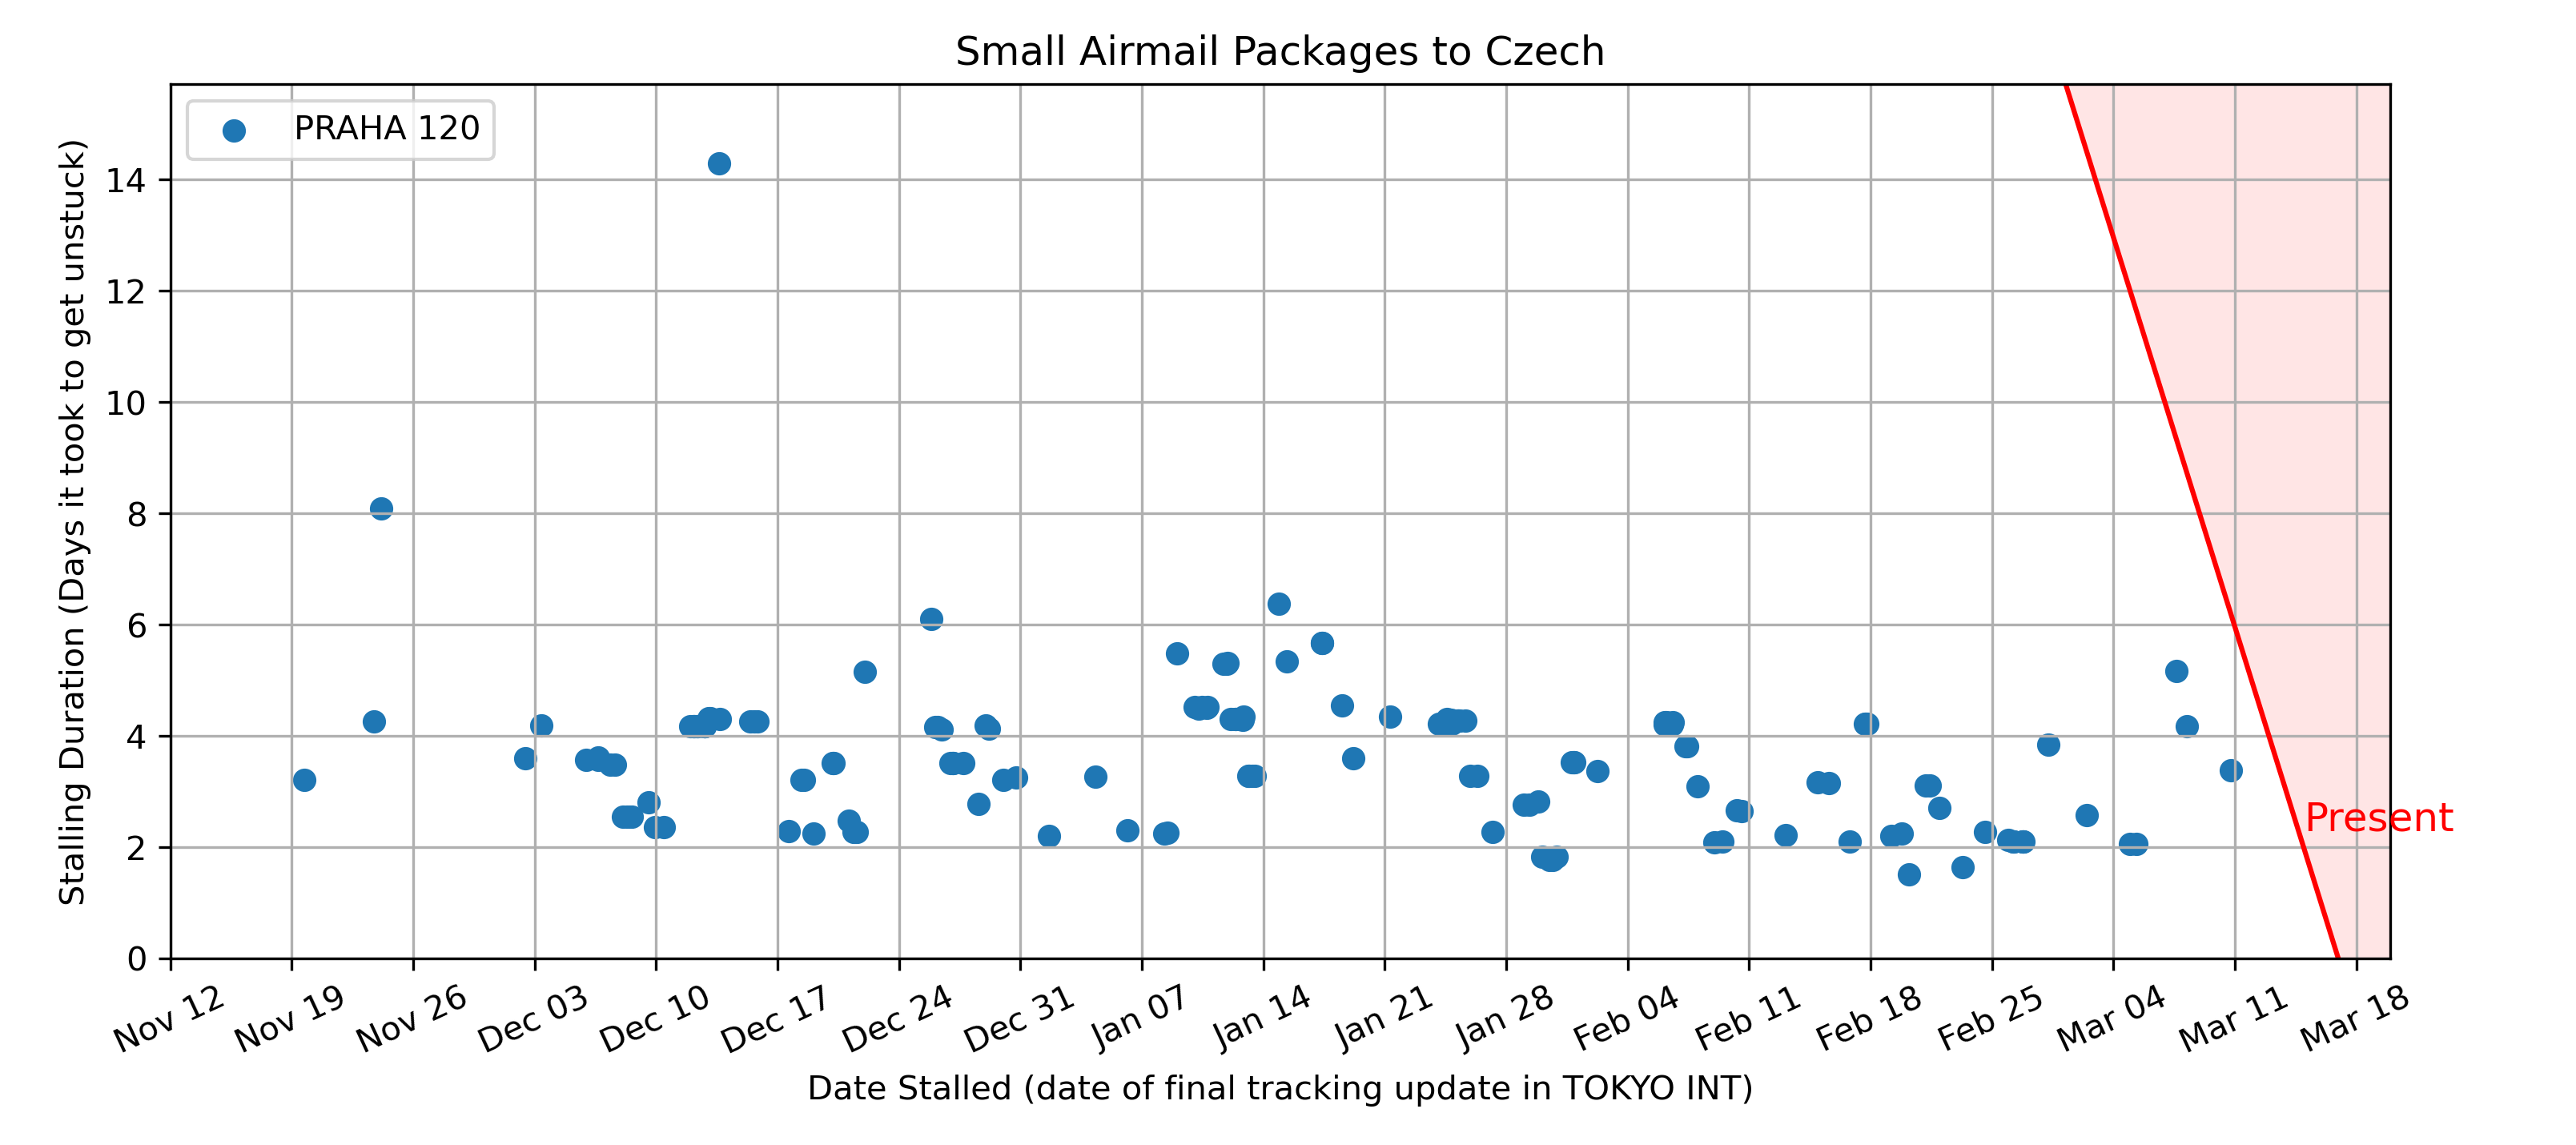 Small Airmail Packages to Czech
PRAHA 120
Stalling Duration (Days it took to get unstuck)
14
12
10
8
6
4
2
0
Present
Nov 12
Nov 19
Nov 26
Dec 03
Dec 10
Dec 17
Dec 24
Dec 31
Jan 07
Jan 14
Jan 21
Jan 28
Feb 04
Feb 11
Feb 18
Feb 25
Mar 04
Mar 11
Mar 18
Date Stalled (date of final tracking update in TOKYO INT)